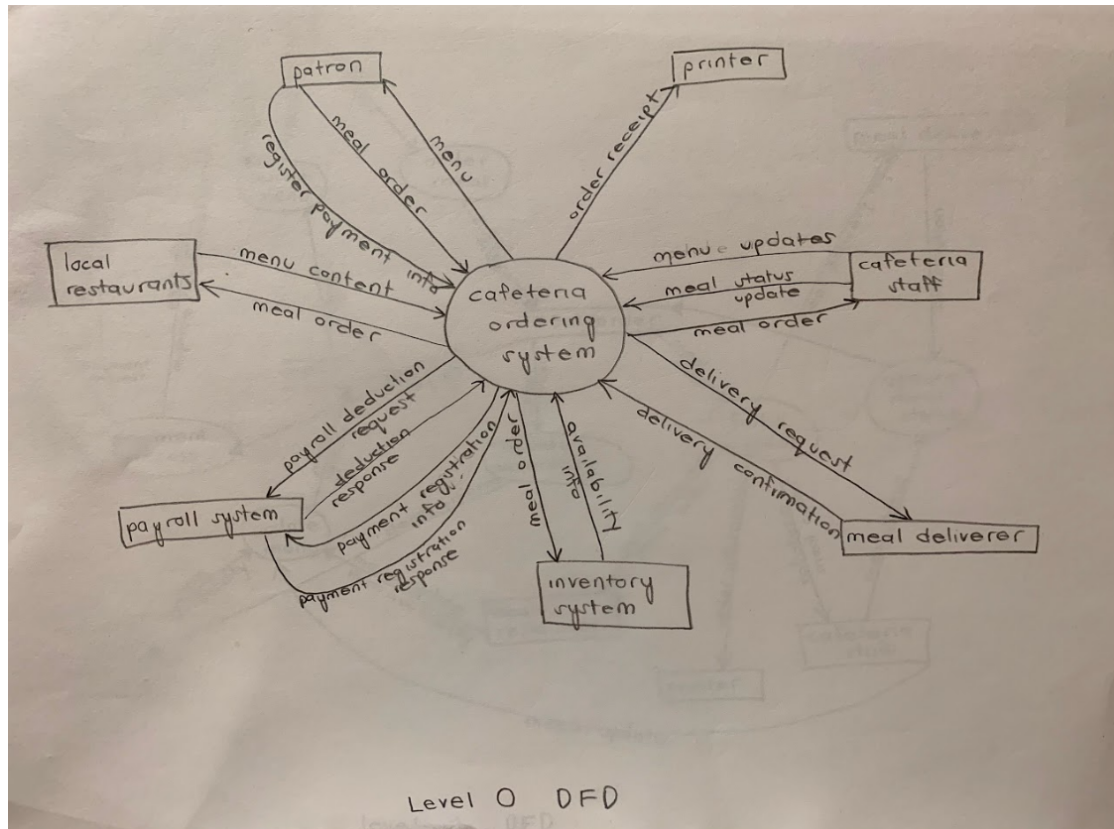 patron
printer
register payment info
meal order
menu
order receipt
local
restaurants
menu content
meal order
cafeteria
ordering
system
menue updates
meal status
update
meal order
cafeteria
staff
payroll deduction
request
deduction
response
payment registration
info
payment registration
response
meal order
availability
info
delivery request
delivery confirmation
payroll system
inventory
system
meal deliverer
Level 0 DFD